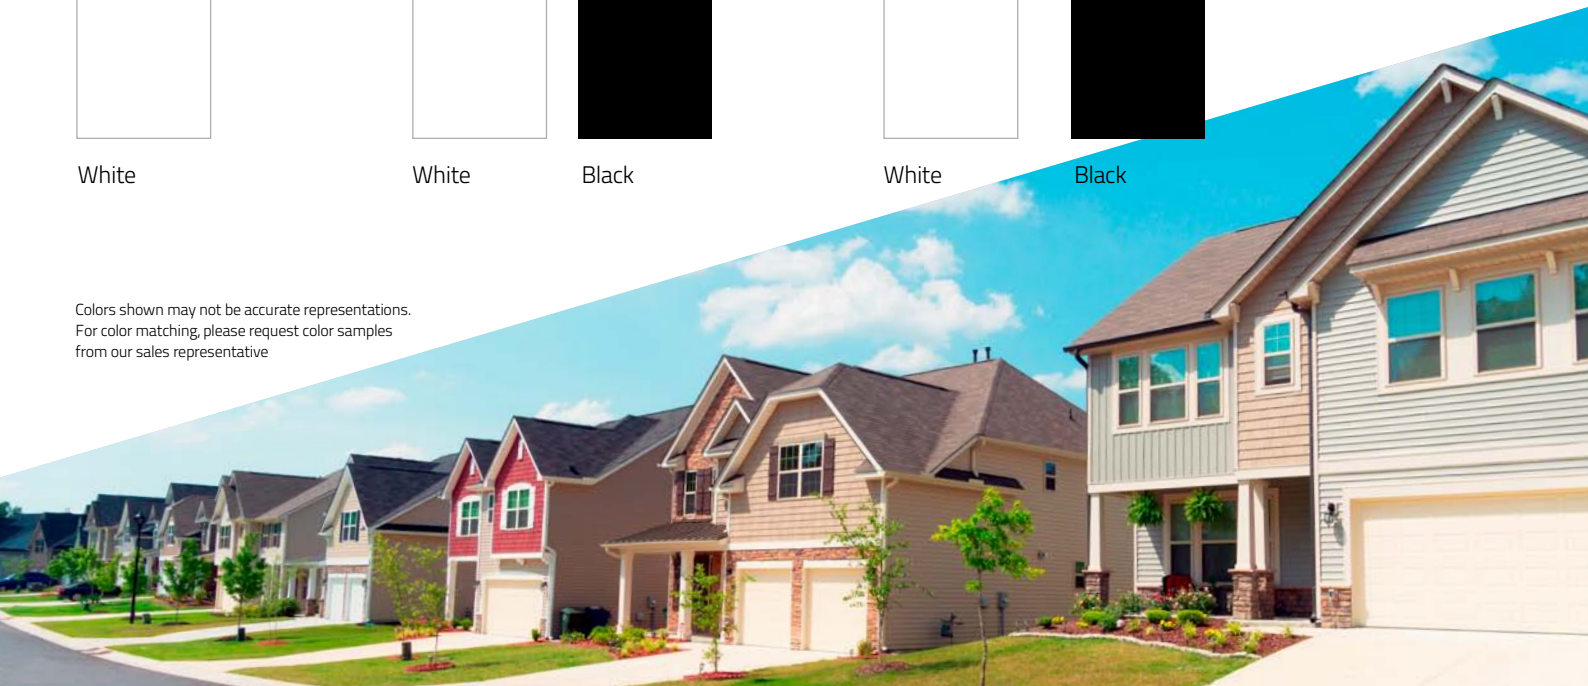 White
White
Black
White
Black
Colors shown may not be accurate representations.
For color matching, please request color samples
from our sales representative